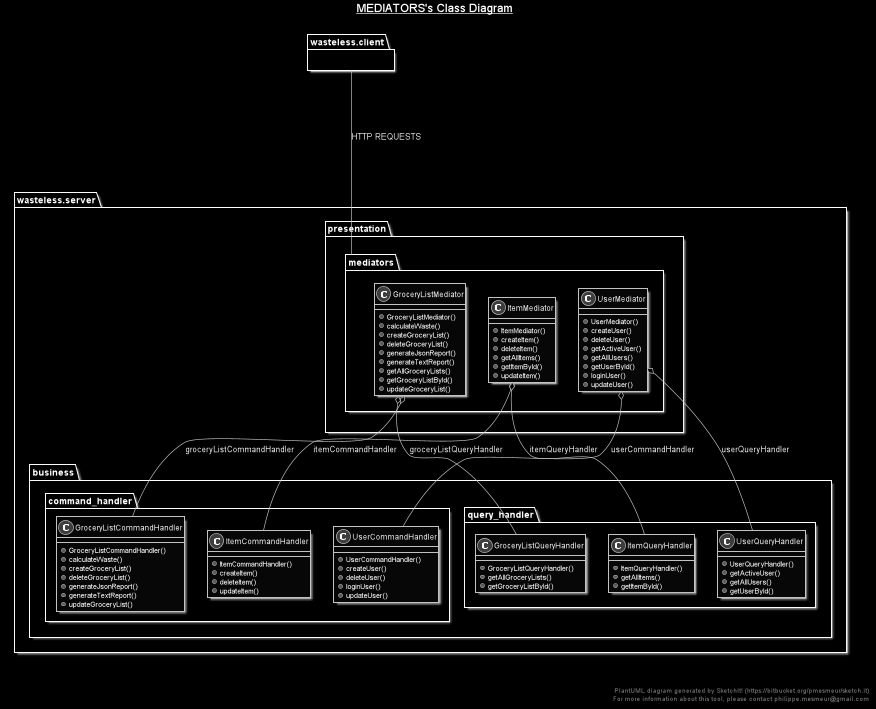 MEDIATORS's Class Diagram
wasteless.client
HTTP REQUESTS
wasteless.server
presentation
mediators
C GroceryListMediator
GroceryListMediator()
calculateWaste()
createGroceryList()
deleteGroceryList()
generateJsonReport()
generateTextReport()
getAllGroceryLists()
getGroceryListById()
updateGroceryList()
C ItemMediator
ItemMediator()
createItem()
deleteItem()
getAllItems()
getItemById()
updateItem()
C UserMediator
UserMediator()
createUser()
deleteUser()
getActiveUser()
getAllUsers()
getUserById()
loginUser()
updateUser()
groceryListCommandHandler
itemCommandHandler
groceryListQueryHandler
itemQueryHandler
userCommandHandler
userQueryHandler
business
command_handler
C GroceryListCommandHandler
GroceryListCommandHandler()
calculateWaste()
createGroceryList()
deleteGroceryList()
generateJsonReport()
generateTextReport()
updateGroceryList()
C ItemCommandHandler
ItemCommandHandler()
createItem()
deleteItem()
updateItem()
C UserCommandHandler
UserCommandHandler()
createUser()
deleteUser()
loginUser()
updateUser()
query_handler
C GroceryListQueryHandler
GroceryListQueryHandler()
getAllGroceryLists()
getGroceryListById()
C ItemQueryHandler
ItemQueryHandler()
getAllItems()
getItemById()
C UserQueryHandler
UserQueryHandler()
getActiveUser()
getAllUsers()
getUserById()
PlantUML diagram generated by SketchIt! (https://bitbucket.org/pmesmeur/sketch.it)
For more information about this tool, please contact philippe.mesmeur@gmail.com